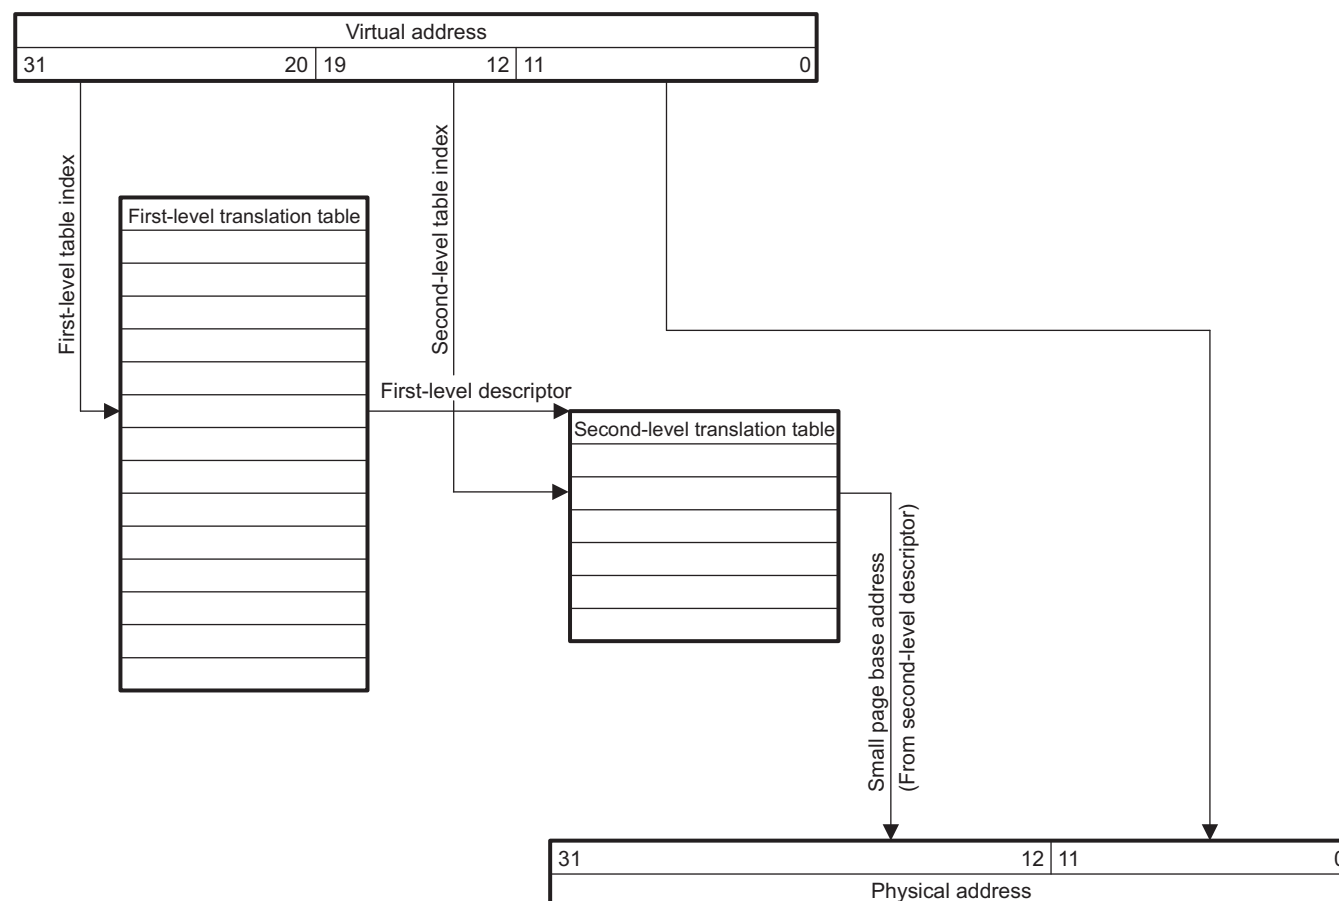 Virtual address
31 20 19 12 11 0
First-level table index
Second-level table index
First-level translation table
First-level descriptor
Second-level translation table
Small page base address
(From second-level descriptor)
31 12 11 0
Physical address